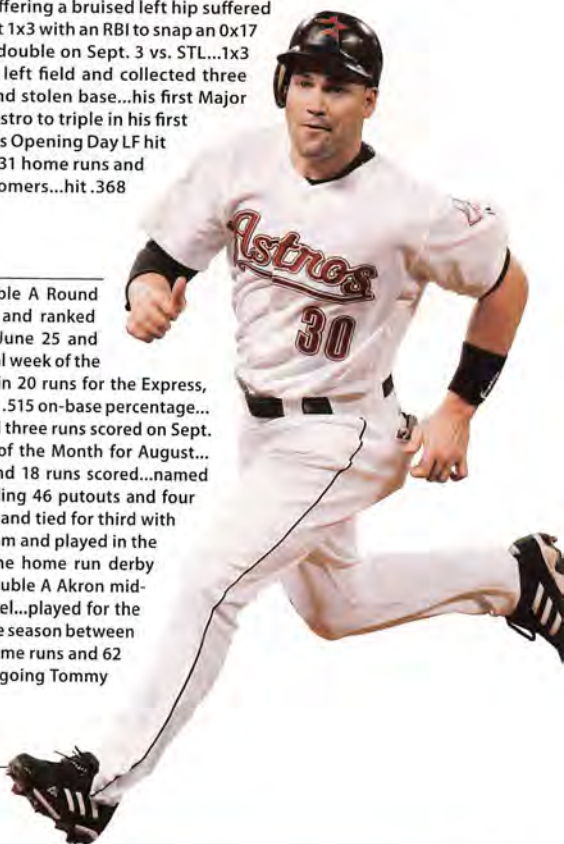 ffering a bruised left hip suffered
t 1x3 with an RBI to snap an 0x17
double on Sept. 3 vs. STL...1x3
left field and collected three
nd stolen base...his first Major
stro to triple in his first
s Opening Day LF hit
31 home runs and
omers...hit .368
ble A Round
and ranked
June 25 and
al week of the
in 20 runs for the Express,
.515 on-base percentage...
d three runs scored on Sept.
of the Month for August...
nd 18 runs scored...named
ling 46 putouts and four
and tied for third with
am and played in the
he home run derby
ouble A Akron mid-
el...played for the
e season between
me runs and 62
going Tommy
Astros
30